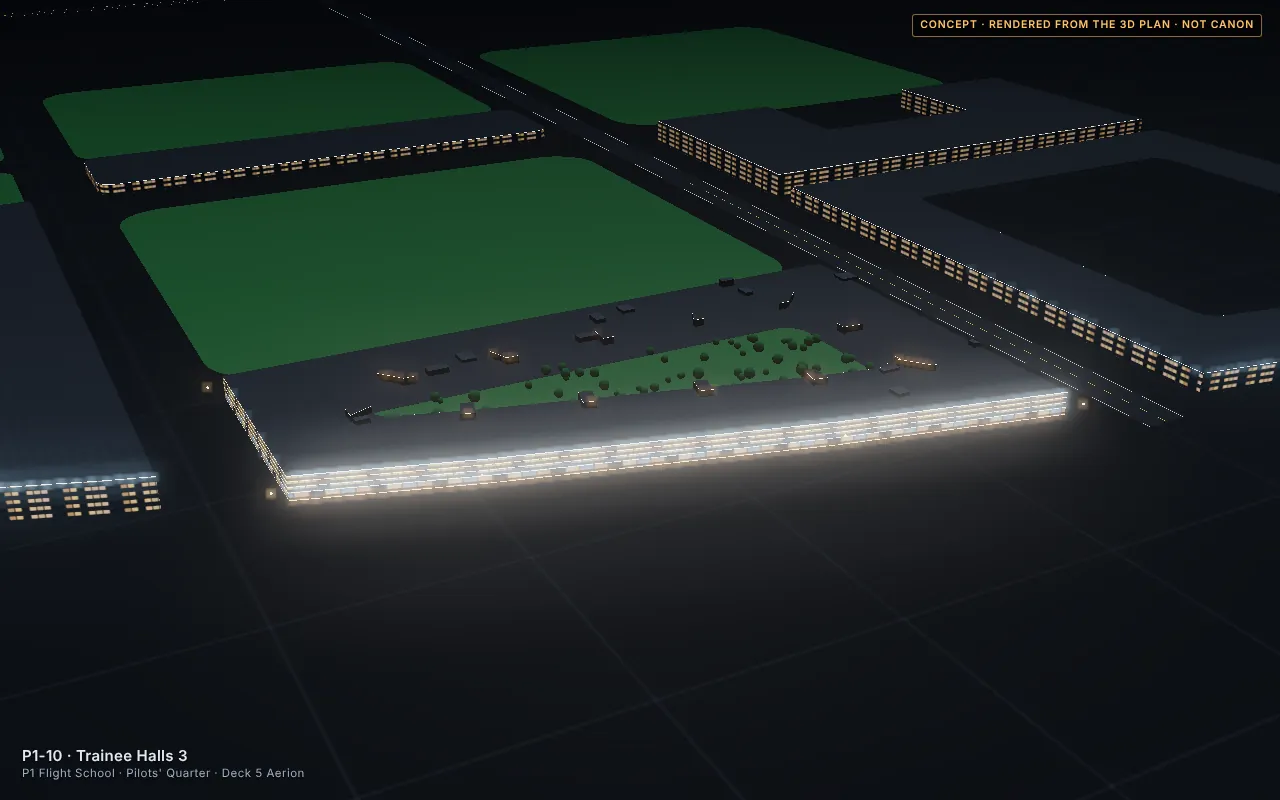 CONCEPT · RENDERED FROM THE 3D PLAN · NOT CANON
P1-10 · Trainee Halls 3
P1 Flight School · Pilots' Quarter · Deck 5 Aerion